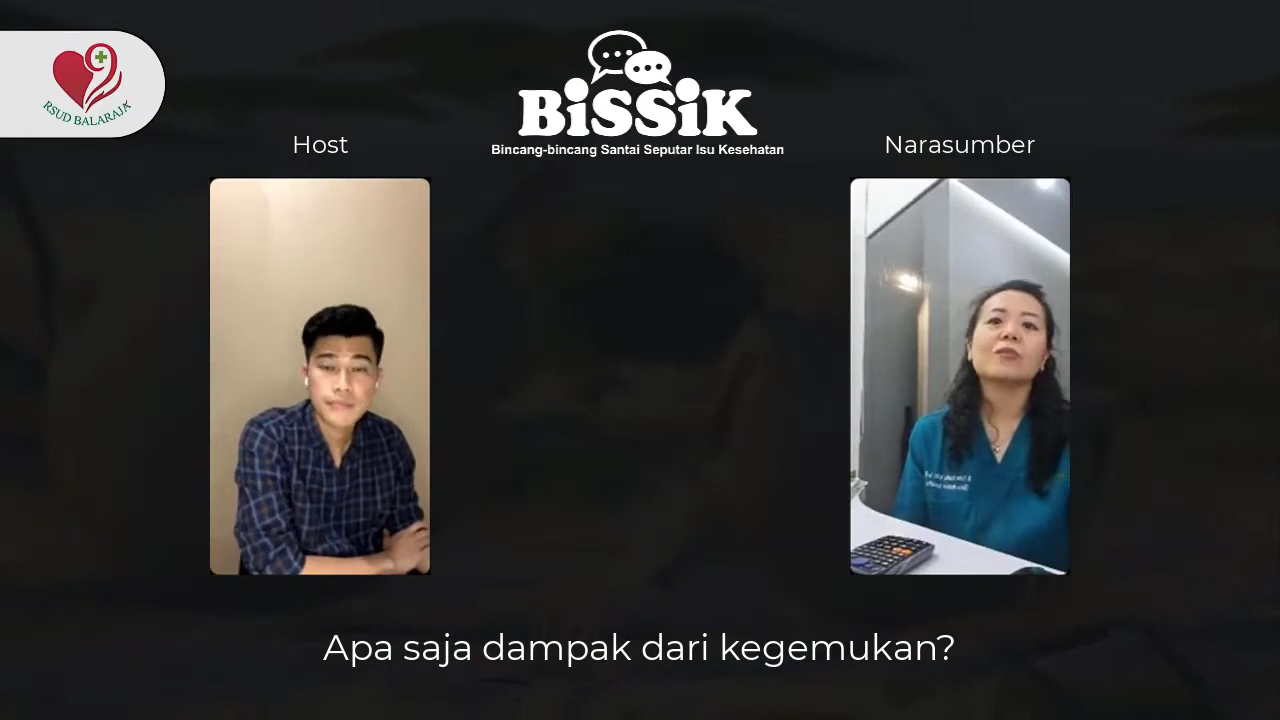 RSUD BALARAJA
BiSSiK
Bincang-bincang Santai Seputar Isu Kesehatan
Host
Narasumber
Apa saja dampak dari kegemukan?